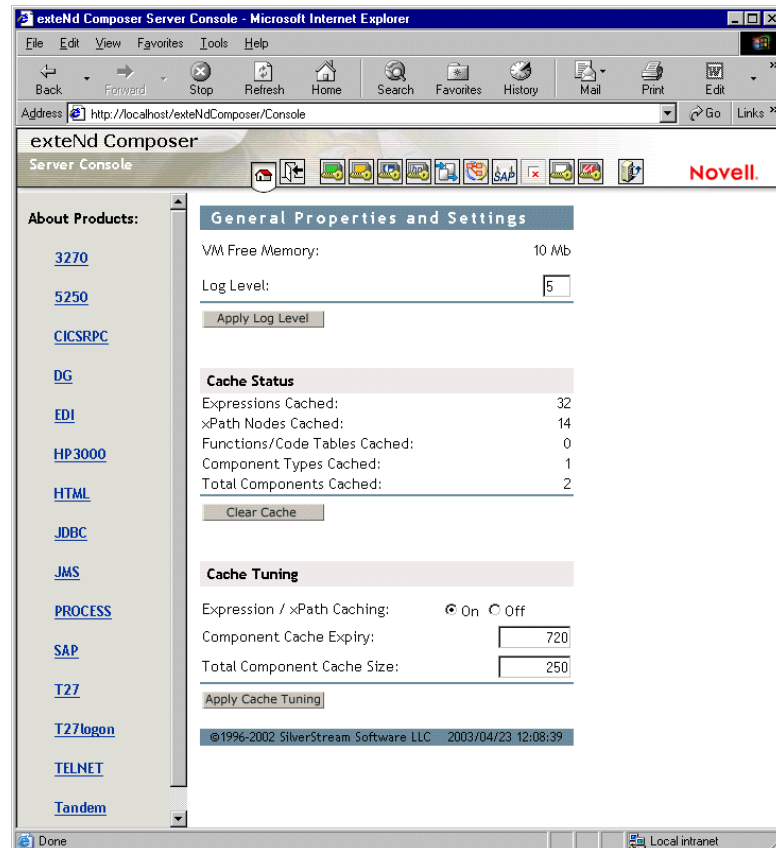 exteNd Composer Server Console - Microsoft Internet Explorer
File Edit View Favorites Tools Help
Back Forward Stop Refresh Home Search Favorites History Mail Print Edit
Address http://localhost/exteNdComposer/Console Go Links
exteNd Composer
Server Console
SAP
Novell.
About Products:
3270
5250
CICSRPC
DG
EDI
HP3000
HTML
JDBC
JMS
PROCESS
SAP
T27
T27logon
TELNET
Tandem
General Properties and Settings
VM Free Memory: 10 Mb
Log Level: 5
Apply Log Level
Cache Status
Expressions Cached: 32
xPath Nodes Cached: 14
Functions/Code Tables Cached: 0
Component Types Cached: 1
Total Components Cached: 2
Clear Cache
Cache Tuning
Expression / xPath Caching: On Off
Component Cache Expiry: 720
Total Component Cache Size: 250
Apply Cache Tuning
©1996-2002 SilverStream Software LLC 2003/04/23 12:08:39
Done Local intranet